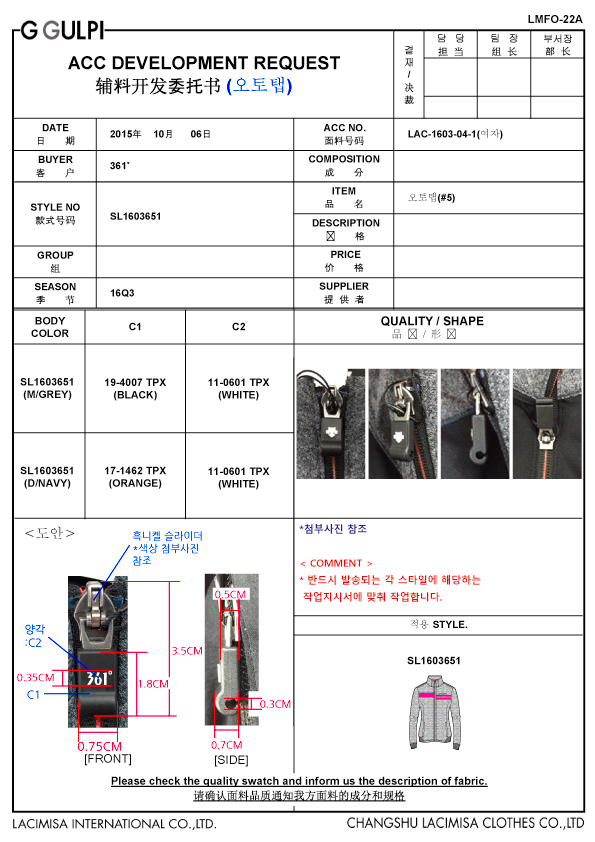 LMFO-22A
G GULPI
ACC DEVELOPMENT REQUEST
辅料开发委托书 (오토탭)
결재/决裁
담 당 担 当
팀 장 组 长
부서장 部 长
DATE
日 期
2015年 10月 06日
ACC NO.
面料号码
LAC-1603-04-1(여자)
BUYER
客 户
361˚
COMPOSITION
成 分
STYLE NO
款式号码
SL1603651
ITEM
品 名
오토탭(#5)
DESCRIPTION
格
GROUP
组
PRICE
价 格
SEASON
季 节
16Q3
SUPPLIER
提 供 者
BODY COLOR
C1
C2
QUALITY / SHAPE
品 / 形
SL1603651
(M/GREY)
19-4007 TPX
(BLACK)
11-0601 TPX
(WHITE)
SL1603651
(D/NAVY)
17-1462 TPX
(ORANGE)
11-0601 TPX
(WHITE)
<도안>
흑니켈 슬라이더
*색상 첨부사진
참조
양각
:C2
0.35CM
C1
361°
3.5CM
1.8CM
0.75CM
[FRONT]
0.5CM
0.3CM
0.7CM
[SIDE]
*첨부사진 참조
< COMMENT >
* 반드시 발송되는 각 스타일에 해당하는
작업지시서에 맞춰 작업합니다.
적용 STYLE.
SL1603651
Please check the quality swatch and inform us the description of fabric.
请确认面料品质通知我方面料的成分和规格
LACIMISA INTERNATIONAL CO.,LTD.
CHANGSHU LACIMISA CLOTHES CO.,LTD